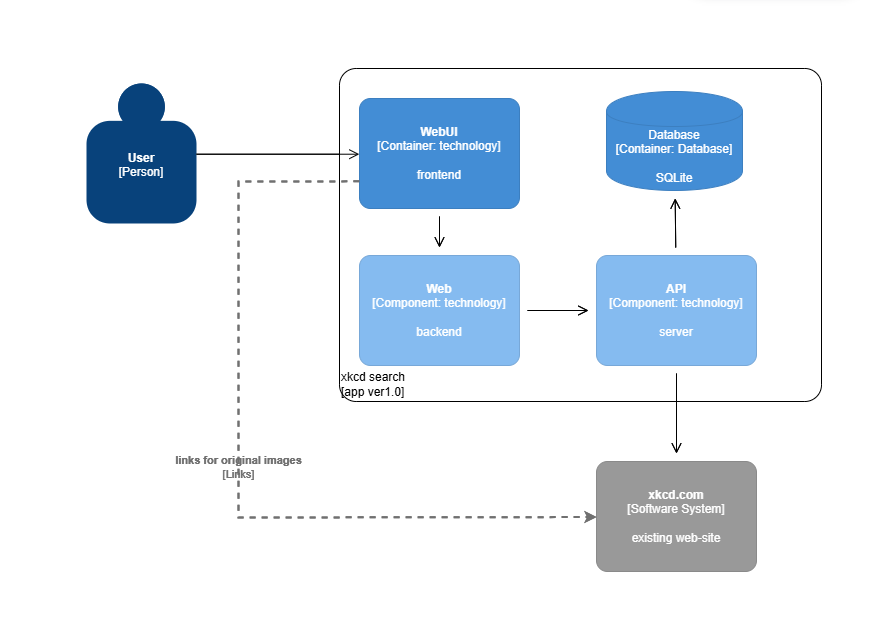 User
[Person]
WebUI
[Container: technology]
frontend
Database
[Container: Database]
SQLite
Web
[Component: technology]
backend
API
[Component: technology]
server
xkcd search
[app ver1.0]
links for original images
[Links]
xkcd.com
[Software System]
existing web-site